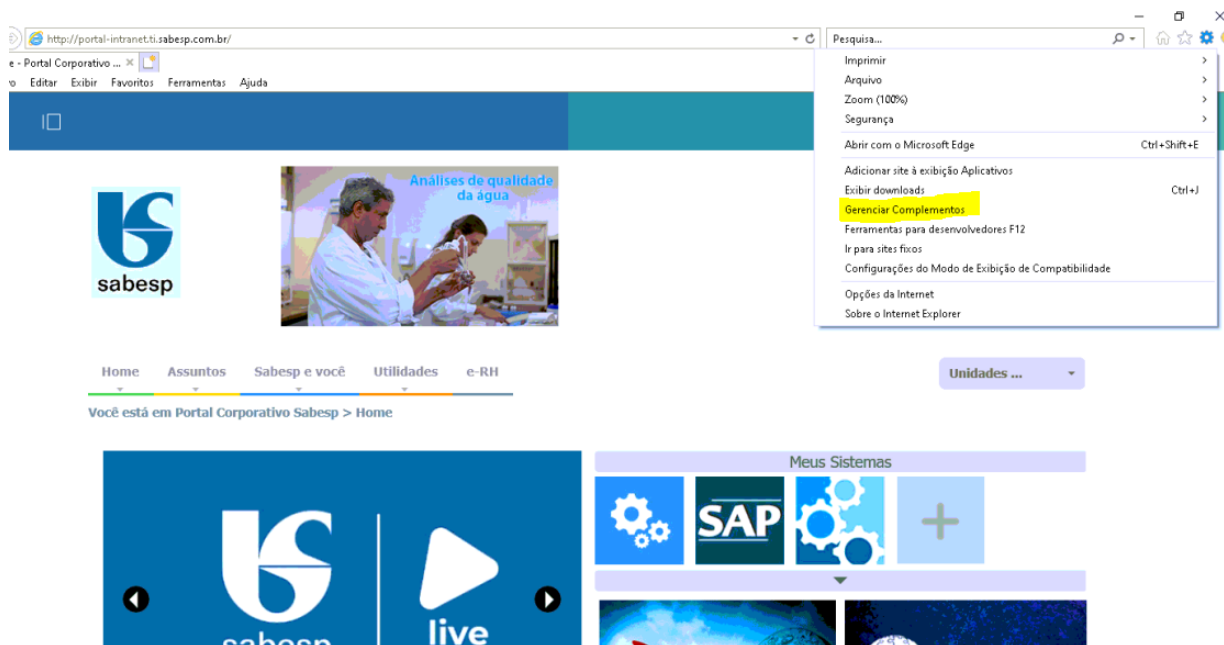 http://portal-intranet.ti.sabesp.com.br/
Pesquisa...
e - Portal Corporativo ...
vo Editar Exibir Favoritos Ferramentas Ajuda
Imprimir
Arquivo
Zoom (100%)
Segurança
Abrir com o Microsoft Edge Ctrl+Shift+E
Adicionar site à exibição Aplicativos
Exibir downloads Ctrl+J
Gerenciar Complementos
Ferramentas para desenvolvedores F12
Ir para sites fixos
Configurações do Modo de Exibição de Compatibilidade
Opções da Internet
Sobre o Internet Explorer
sabesp
Análises de qualidade
da água
Home Assuntos Sabesp e você Utilidades e-RH
Unidades ...
Você está em Portal Corporativo Sabesp > Home
Meus Sistemas
SAP
sabesp
live